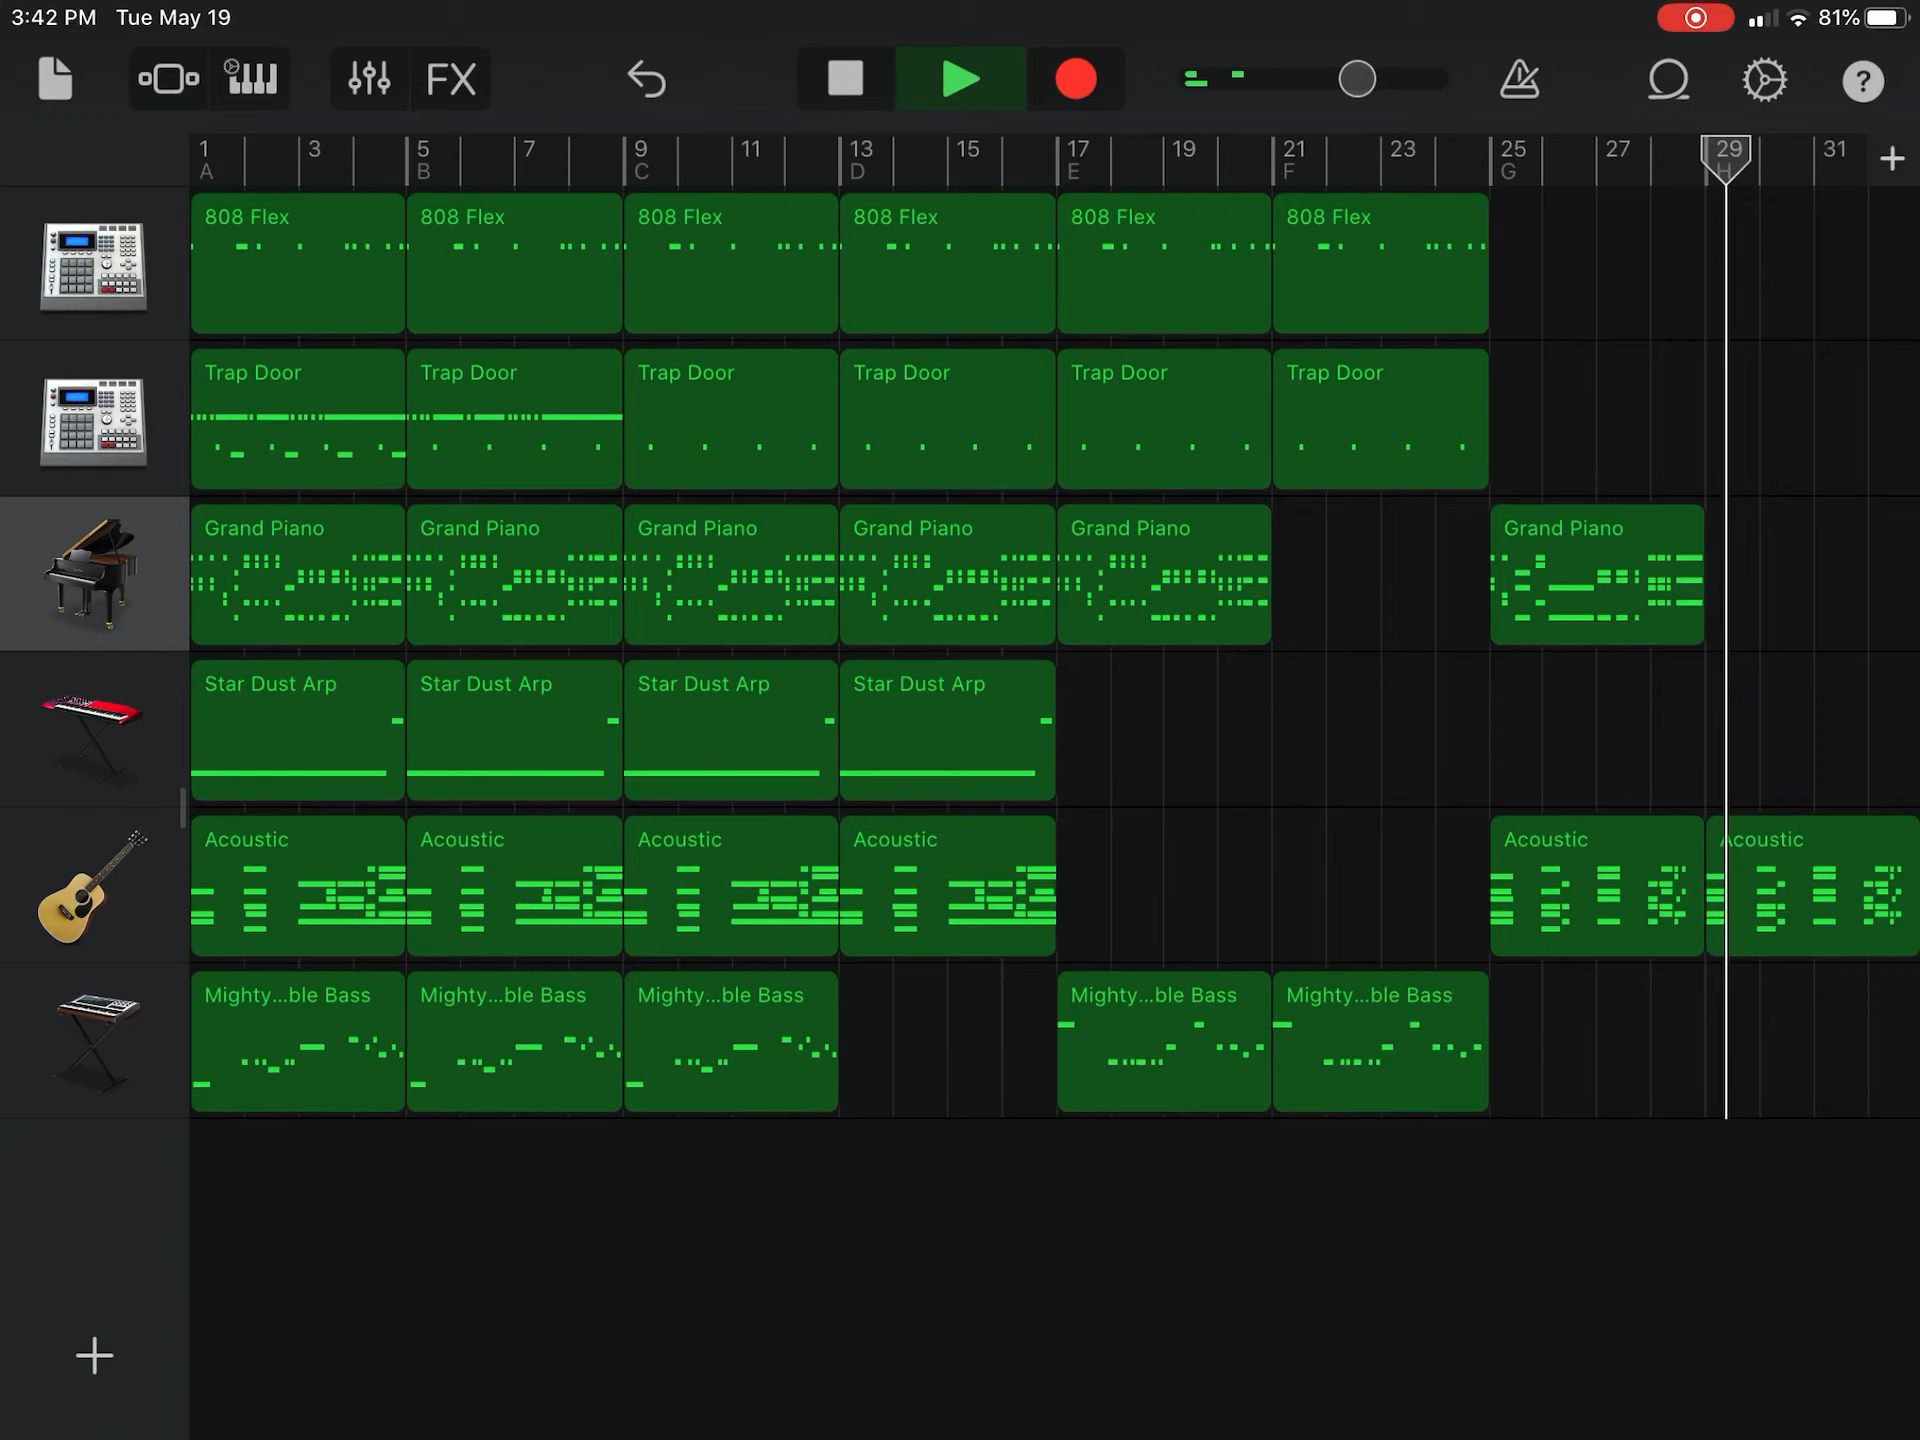 3:42 PM Tue May 19 81%
FX ?
1 3 5 7 9 11 13 15 17 19 21 23 25 27 29 31 +
A B C D E F G H
808 Flex 808 Flex 808 Flex 808 Flex 808 Flex 808 Flex
Trap Door Trap Door Trap Door Trap Door Trap Door Trap Door
Grand Piano Grand Piano Grand Piano Grand Piano Grand Piano Grand Piano
Star Dust Arp Star Dust Arp Star Dust Arp Star Dust Arp
Acoustic Acoustic Acoustic Acoustic Acoustic Acoustic
Mighty...ble Bass Mighty...ble Bass Mighty...ble Bass Mighty...ble Bass Mighty...ble Bass
+